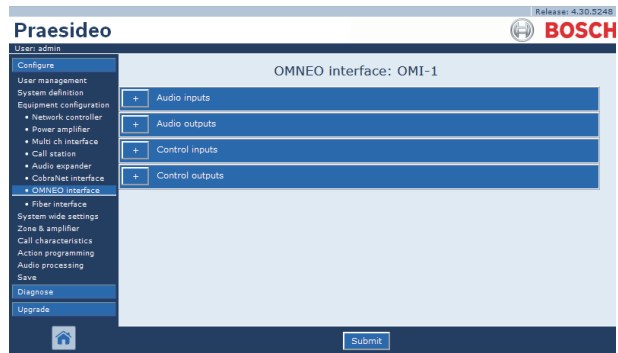 Release: 4.30.5248
Praesideo
BOSCH
User: admin
Configure
User management
System definition
Equipment configuration
• Network controller
• Power amplifier
• Multi ch interface
• Call station
• Audio expander
• CobraNet interface
• OMNEO interface
• Fiber interface
System wide settings
Zone & amplifier
Call characteristics
Action programming
Audio processing
Save
Diagnose
Upgrade
OMNEO interface: OMI-1
+ Audio inputs
+ Audio outputs
+ Control inputs
+ Control outputs
Submit